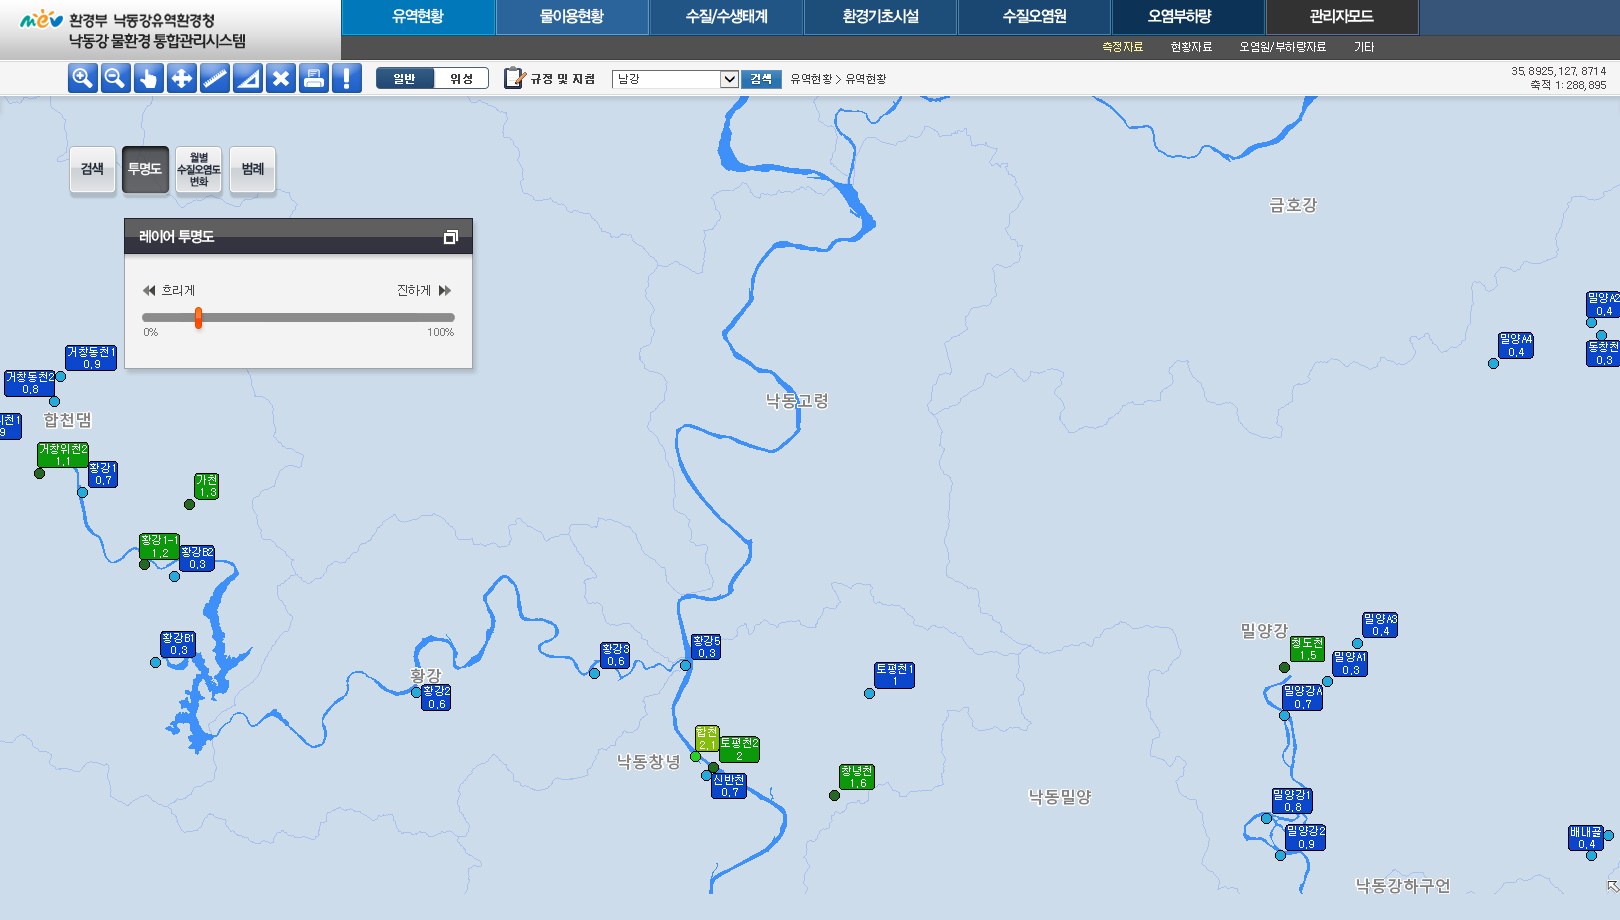 mev 환경부 낙동강유역환경청
낙동강 물환경 통합관리시스템
유역현황 물이용현황 수질/수생태계 환경기초시설 수질오염원 오염부하량 관리자모드
측정자료 현황자료 오염원/부하량자료 기타
일반 위성 규정 및 지침 남강 검색 유역현황 > 유역현황
35,8925,127,8714
축적 1:288,895
검색 투명도 월별 수질오염도 변화 범례
레이어 투명도
흐리게 진하게
0% 100%
금호강
밀양A2
0.4
밀양A4
0.4
동창천
0.3
거창동천1
0.9
거창동천2
0.8
합천댐
천1
9
낙동고령
거창위천2
1.1
황강1
0.7
가천
1.3
황강1-1
1.2
황강B2
0.3
황강B1
0.3
밀양A3
0.4
밀양강
청도천
1.5
밀양A1
0.3
황강5
0.3
황강3
0.6
황강
황강2
0.6
토평천1
1
밀양강A
0.7
합천
2.1
토평천2
2
낙동창녕
신반천
0.7
창녕천
1.6
낙동밀양
밀양강1
0.8
밀양강2
0.9
배내골
0.4
낙동강하구언